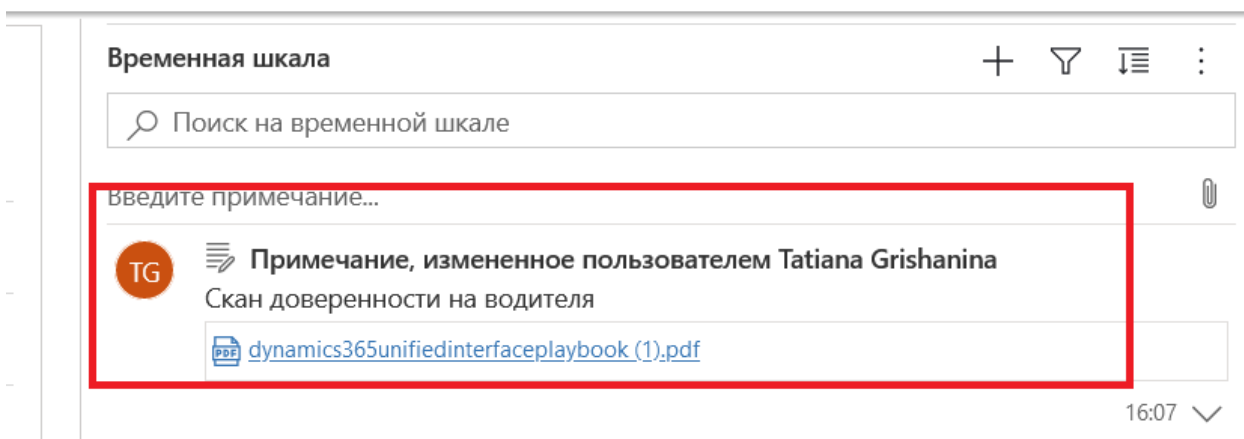 Временная шкала
Поиск на временной шкале
Введите примечание...
TG
Примечание, измененное пользователем Tatiana Grishanina
Скан доверенности на водителя
PDF dynamics365unifiedinterfaceplaybook (1).pdf
16:07